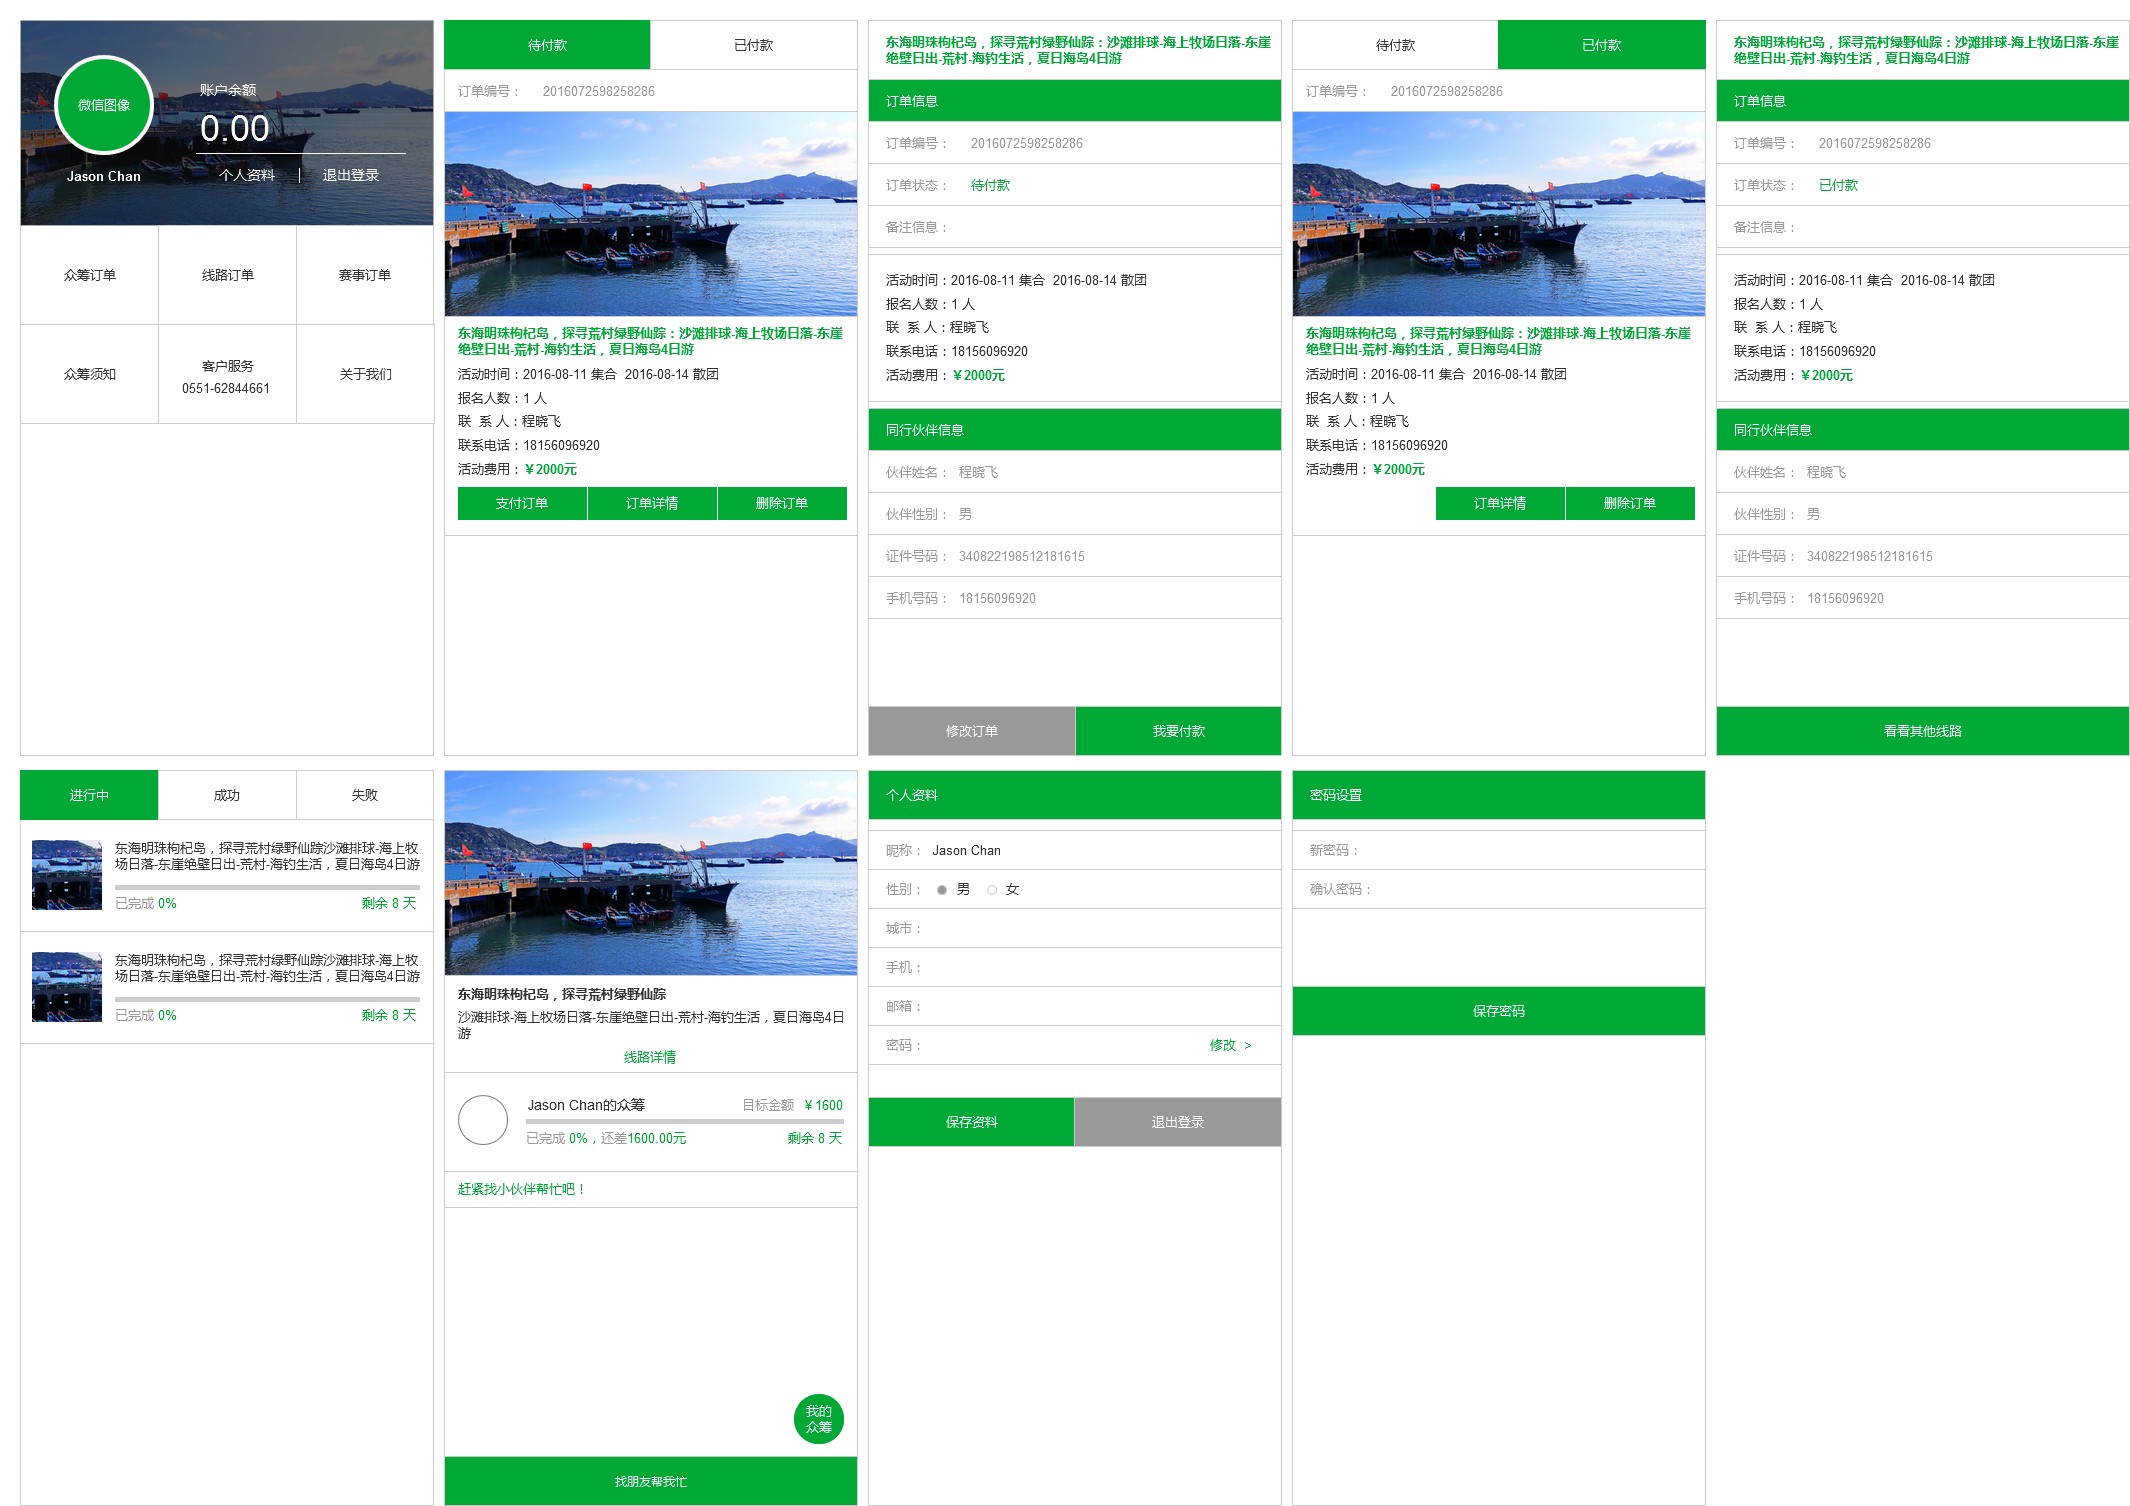 微信图像
账户余额
0.00
Jason Chan
个人资料
退出登录
众筹订单
线路订单
赛事订单
众筹须知
客户服务
0551-62844661
关于我们
待付款
已付款
订单编号： 2016072598258286
东海明珠枸杞岛，探寻荒村绿野仙踪：沙滩排球-海上牧场日落-东崖
绝壁日出-荒村-海钓生活，夏日海岛4日游
活动时间：2016-08-11 集合 2016-08-14 散团
报名人数：1 人
联 系 人：程晓飞
联系电话：18156096920
活动费用：￥2000元
支付订单
订单详情
删除订单
东海明珠枸杞岛，探寻荒村绿野仙踪：沙滩排球-海上牧场日落-东崖
绝壁日出-荒村-海钓生活，夏日海岛4日游
订单信息
订单编号： 2016072598258286
订单状态： 待付款
备注信息：
活动时间：2016-08-11 集合 2016-08-14 散团
报名人数：1 人
联 系 人：程晓飞
联系电话：18156096920
活动费用：￥2000元
同行伙伴信息
伙伴姓名： 程晓飞
伙伴性别： 男
证件号码： 340822198512181615
手机号码： 18156096920
修改订单
我要付款
待付款
已付款
订单编号： 2016072598258286
东海明珠枸杞岛，探寻荒村绿野仙踪：沙滩排球-海上牧场日落-东崖
绝壁日出-荒村-海钓生活，夏日海岛4日游
活动时间：2016-08-11 集合 2016-08-14 散团
报名人数：1 人
联 系 人：程晓飞
联系电话：18156096920
活动费用：￥2000元
订单详情
删除订单
东海明珠枸杞岛，探寻荒村绿野仙踪：沙滩排球-海上牧场日落-东崖
绝壁日出-荒村-海钓生活，夏日海岛4日游
订单信息
订单编号： 2016072598258286
订单状态： 已付款
备注信息：
活动时间：2016-08-11 集合 2016-08-14 散团
报名人数：1 人
联 系 人：程晓飞
联系电话：18156096920
活动费用：￥2000元
同行伙伴信息
伙伴姓名： 程晓飞
伙伴性别： 男
证件号码： 340822198512181615
手机号码： 18156096920
看看其他线路
进行中
成功
失败
东海明珠枸杞岛，探寻荒村绿野仙踪沙滩排球-海上牧
场日落-东崖绝壁日出-荒村-海钓生活，夏日海岛4日游
已完成 0%
剩余 8 天
东海明珠枸杞岛，探寻荒村绿野仙踪沙滩排球-海上牧
场日落-东崖绝壁日出-荒村-海钓生活，夏日海岛4日游
已完成 0%
剩余 8 天
东海明珠枸杞岛，探寻荒村绿野仙踪
沙滩排球-海上牧场日落-东崖绝壁日出-荒村-海钓生活，夏日海岛4日
游
线路详情
Jason Chan的众筹
目标金额 ￥1600
已完成 0%，还差1600.00元
剩余 8 天
赶紧找小伙伴帮忙吧！
我的
众筹
找朋友帮我忙
个人资料
昵称： Jason Chan
性别： 男 女
城市：
手机：
邮箱：
密码：
修改 >
保存资料
退出登录
密码设置
新密码：
确认密码：
保存密码